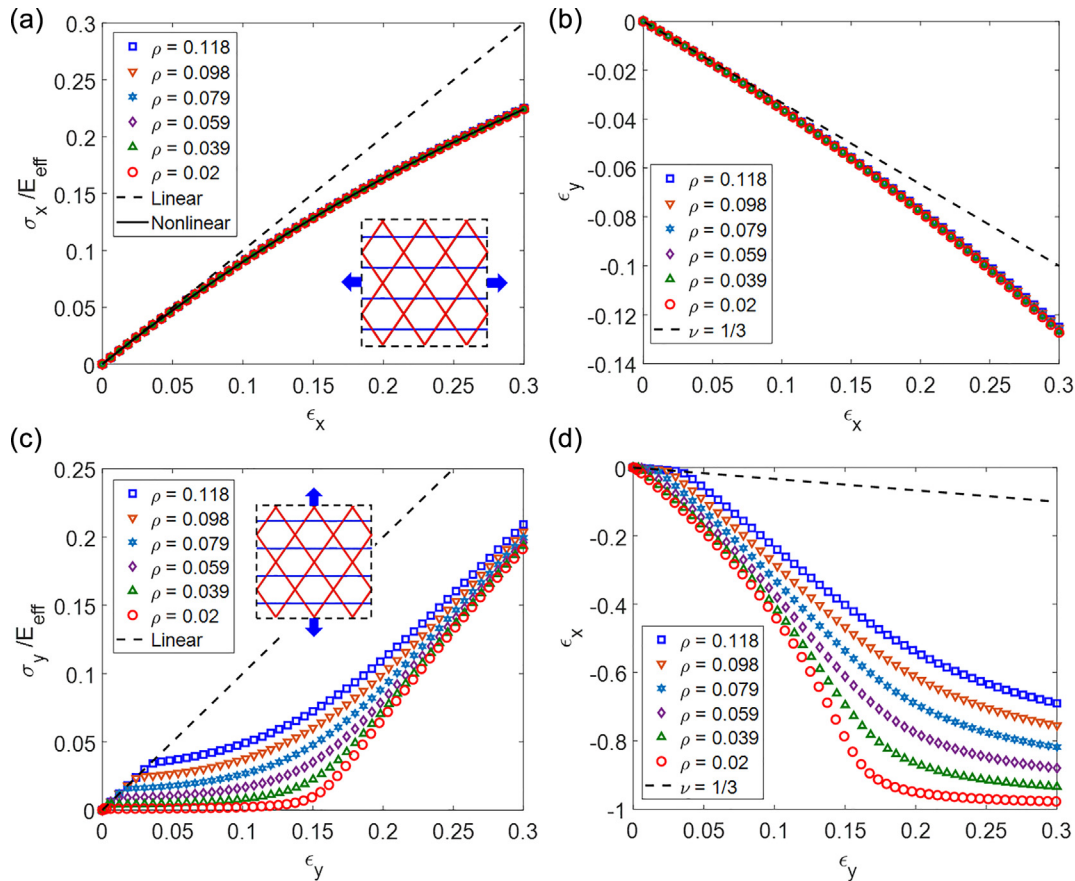 (a)
0.3
0.25
0.2
0.15
0.1
0.05
0
σx /Eeff
ρ = 0.118
ρ = 0.098
ρ = 0.079
ρ = 0.059
ρ = 0.039
ρ = 0.02
Linear
Nonlinear
0 0.05 0.1 0.15 0.2 0.25 0.3
ϵx
(b)
0
-0.02
-0.04
-0.06
-0.08
-0.1
-0.12
-0.14
ϵy
ρ = 0.118
ρ = 0.098
ρ = 0.079
ρ = 0.059
ρ = 0.039
ρ = 0.02
ν = 1/3
0 0.05 0.1 0.15 0.2 0.25 0.3
ϵx
(c)
0.25
0.2
0.15
0.1
0.05
0
σy /Eeff
ρ = 0.118
ρ = 0.098
ρ = 0.079
ρ = 0.059
ρ = 0.039
ρ = 0.02
Linear
0 0.05 0.1 0.15 0.2 0.25 0.3
ϵy
(d)
0
-0.2
-0.4
-0.6
-0.8
-1
ϵx
ρ = 0.118
ρ = 0.098
ρ = 0.079
ρ = 0.059
ρ = 0.039
ρ = 0.02
ν = 1/3
0 0.05 0.1 0.15 0.2 0.25 0.3
ϵy